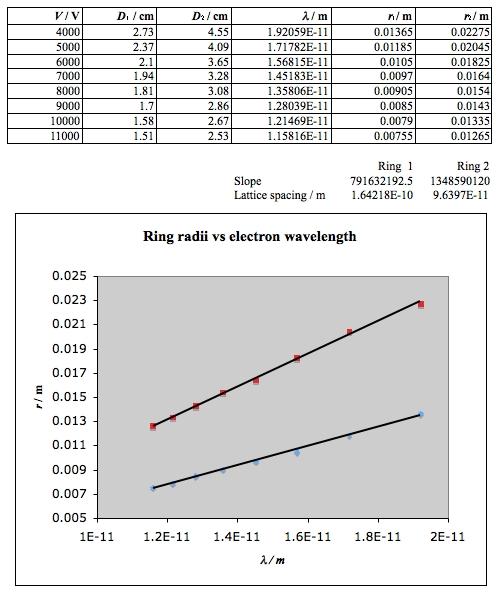 V / V D₁ / cm D₂ / cm λ / m r₁/ m r₂/ m
4000 2.73 4.55 1.92059E-11 0.01365 0.02275
5000 2.37 4.09 1.71782E-11 0.01185 0.02045
6000 2.1 3.65 1.56815E-11 0.0105 0.01825
7000 1.94 3.28 1.45183E-11 0.0097 0.0164
8000 1.81 3.08 1.35806E-11 0.00905 0.0154
9000 1.7 2.86 1.28039E-11 0.0085 0.0143
10000 1.58 2.67 1.21469E-11 0.0079 0.01335
11000 1.51 2.53 1.15816E-11 0.00755 0.01265
Ring 1 Ring 2
Slope 791632192.5 1348590120
Lattice spacing / m 1.64218E-10 9.6397E-11
Ring radii vs electron wavelength
0.025
0.023
0.021
0.019
0.017
0.015
0.013
0.011
0.009
0.007
0.005
r / m
1E-11 1.2E-11 1.4E-11 1.6E-11 1.8E-11 2E-11
λ / m